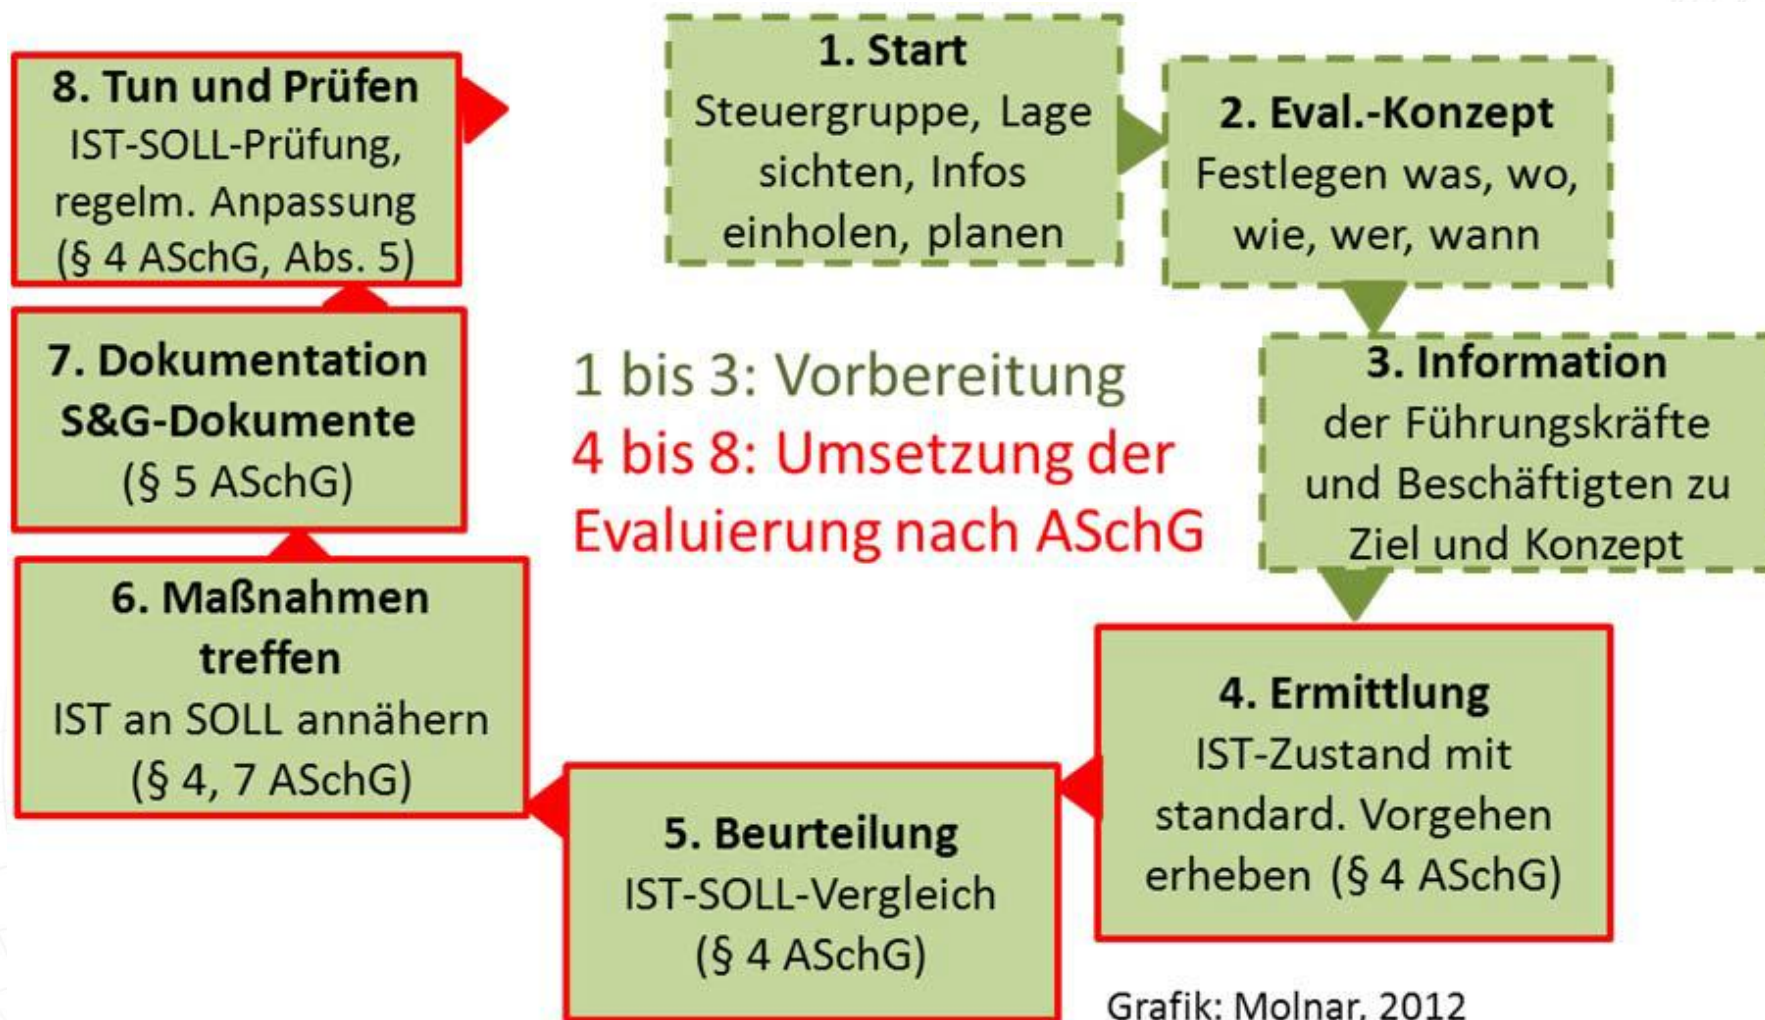 1. Start
Steuergruppe, Lage
sichten, Infos
einholen, planen
2. Eval.-Konzept
Festlegen was, wo,
wie, wer, wann
3. Information
der Führungskräfte
und Beschäftigten zu
Ziel und Konzept
4. Ermittlung
IST-Zustand mit
standard. Vorgehen
erheben (§ 4 ASchG)
5. Beurteilung
IST-SOLL-Vergleich
(§ 4 ASchG)
6. Maßnahmen
treffen
IST an SOLL annähern
(§ 4, 7 ASchG)
7. Dokumentation
S&G-Dokumente
(§ 5 ASchG)
8. Tun und Prüfen
IST-SOLL-Prüfung,
regelm. Anpassung
(§ 4 ASchG, Abs. 5)
1 bis 3: Vorbereitung
4 bis 8: Umsetzung der
Evaluierung nach ASchG
Grafik: Molnar, 2012